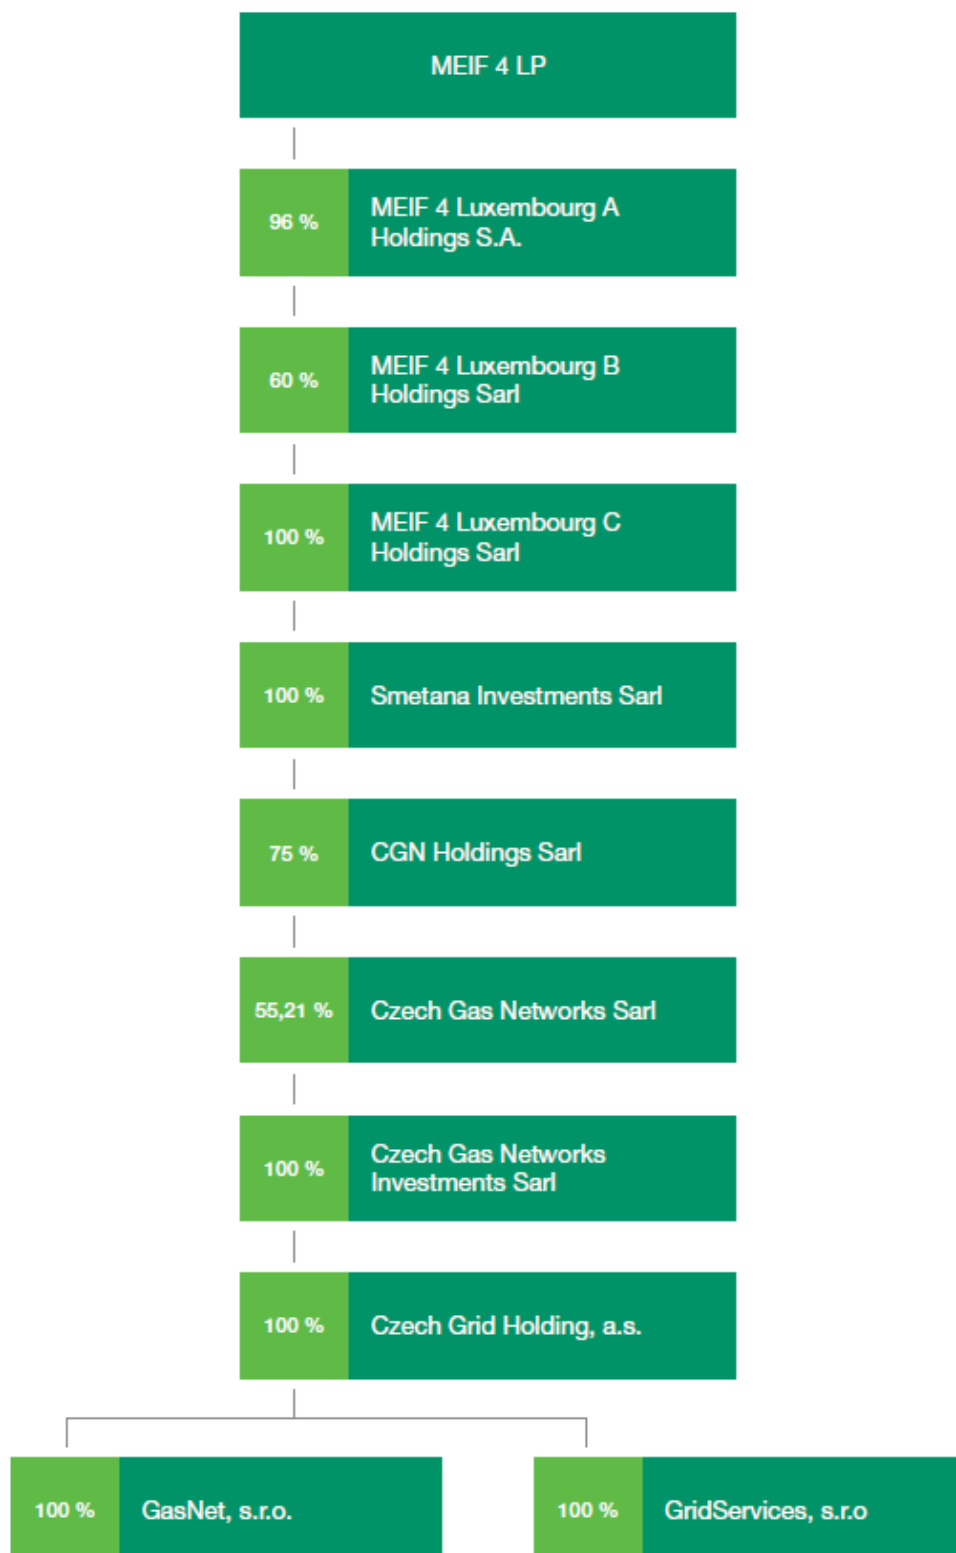 MEIF 4 LP
96 %
MEIF 4 Luxembourg A
Holdings S.A.
60 %
MEIF 4 Luxembourg B
Holdings Sarl
100 %
MEIF 4 Luxembourg C
Holdings Sarl
100 %
Smetana Investments Sarl
75 %
CGN Holdings Sarl
55,21 %
Czech Gas Networks Sarl
100 %
Czech Gas Networks
Investments Sarl
100 %
Czech Grid Holding, a.s.
100 %
GasNet, s.r.o.
100 %
GridServices, s.r.o